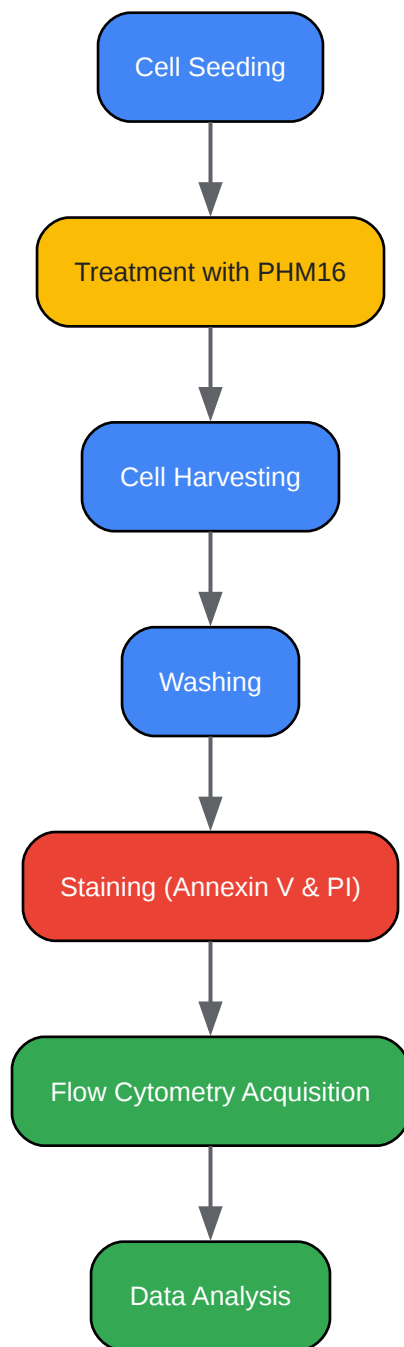 Cell Seeding
Treatment with PHM16
Cell Harvesting
Washing
Staining (Annexin V & PI)
Flow Cytometry Acquisition
Data Analysis